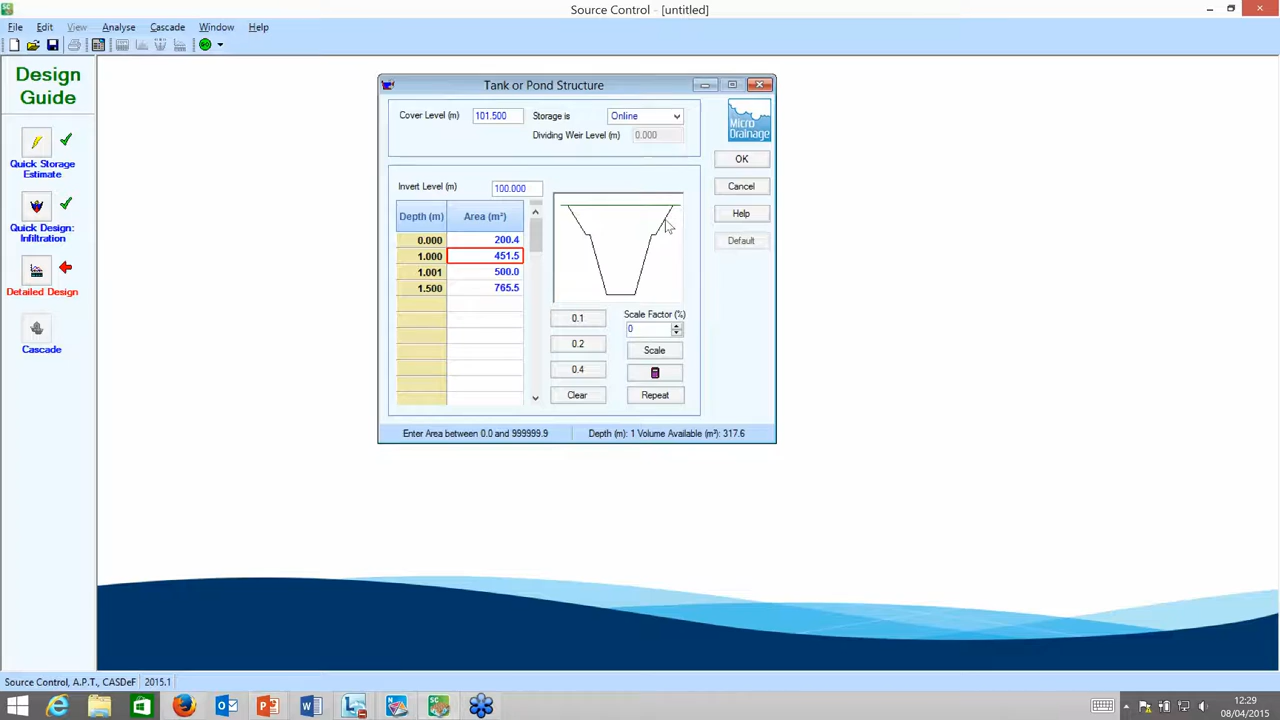 Source Control - [untitled]
File Edit View Analyse Cascade Window Help
Design
Guide
Quick Storage
Estimate
Quick Design:
Infiltration
Detailed Design
Cascade
Tank or Pond Structure
Cover Level (m) 101.500 Storage is Online
Dividing Weir Level (m) 0.000
Micro
Drainage
OK
Cancel
Help
Default
Invert Level (m) 100.000
Depth (m) Area (m²)
0.000 200.4
1.000 451.5
1.001 500.0
1.500 765.5
0.1
0.2
0.4
Clear
Scale Factor (%)
0
Scale
Repeat
Enter Area between 0.0 and 999999.9 Depth (m): 1 Volume Available (m³): 317.6
Source Control, A.P.T., CASDeF 2015.1
12:29
08/04/2015